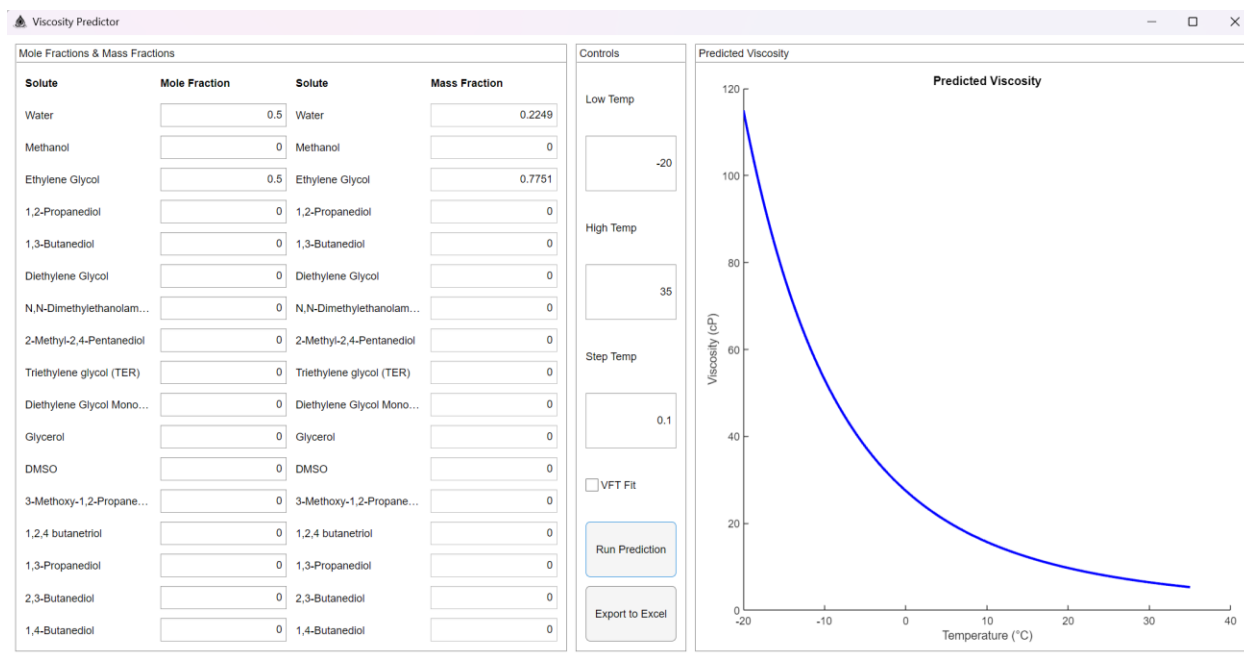 Viscosity Predictor
Mole Fractions & Mass Fractions
Solute Mole Fraction Solute Mass Fraction
Water 0.5 Water 0.2249
Methanol 0 Methanol 0
Ethylene Glycol 0.5 Ethylene Glycol 0.7751
1,2-Propanediol 0 1,2-Propanediol 0
1,3-Butanediol 0 1,3-Butanediol 0
Diethylene Glycol 0 Diethylene Glycol 0
N,N-Dimethylethanolam... 0 N,N-Dimethylethanolam... 0
2-Methyl-2,4-Pentanediol 0 2-Methyl-2,4-Pentanediol 0
Triethylene glycol (TER) 0 Triethylene glycol (TER) 0
Diethylene Glycol Mono... 0 Diethylene Glycol Mono... 0
Glycerol 0 Glycerol 0
DMSO 0 DMSO 0
3-Methoxy-1,2-Propane... 0 3-Methoxy-1,2-Propane... 0
1,2,4 butanetriol 0 1,2,4 butanetriol 0
1,3-Propanediol 0 1,3-Propanediol 0
2,3-Butanediol 0 2,3-Butanediol 0
1,4-Butanediol 0 1,4-Butanediol 0
Controls
Low Temp
-20
High Temp
35
Step Temp
0.1
VFT Fit
Run Prediction
Export to Excel
Predicted Viscosity
Predicted Viscosity
120
100
80
60
40
20
0
Viscosity (cP)
-20 -10 0 10 20 30 40
Temperature (°C)